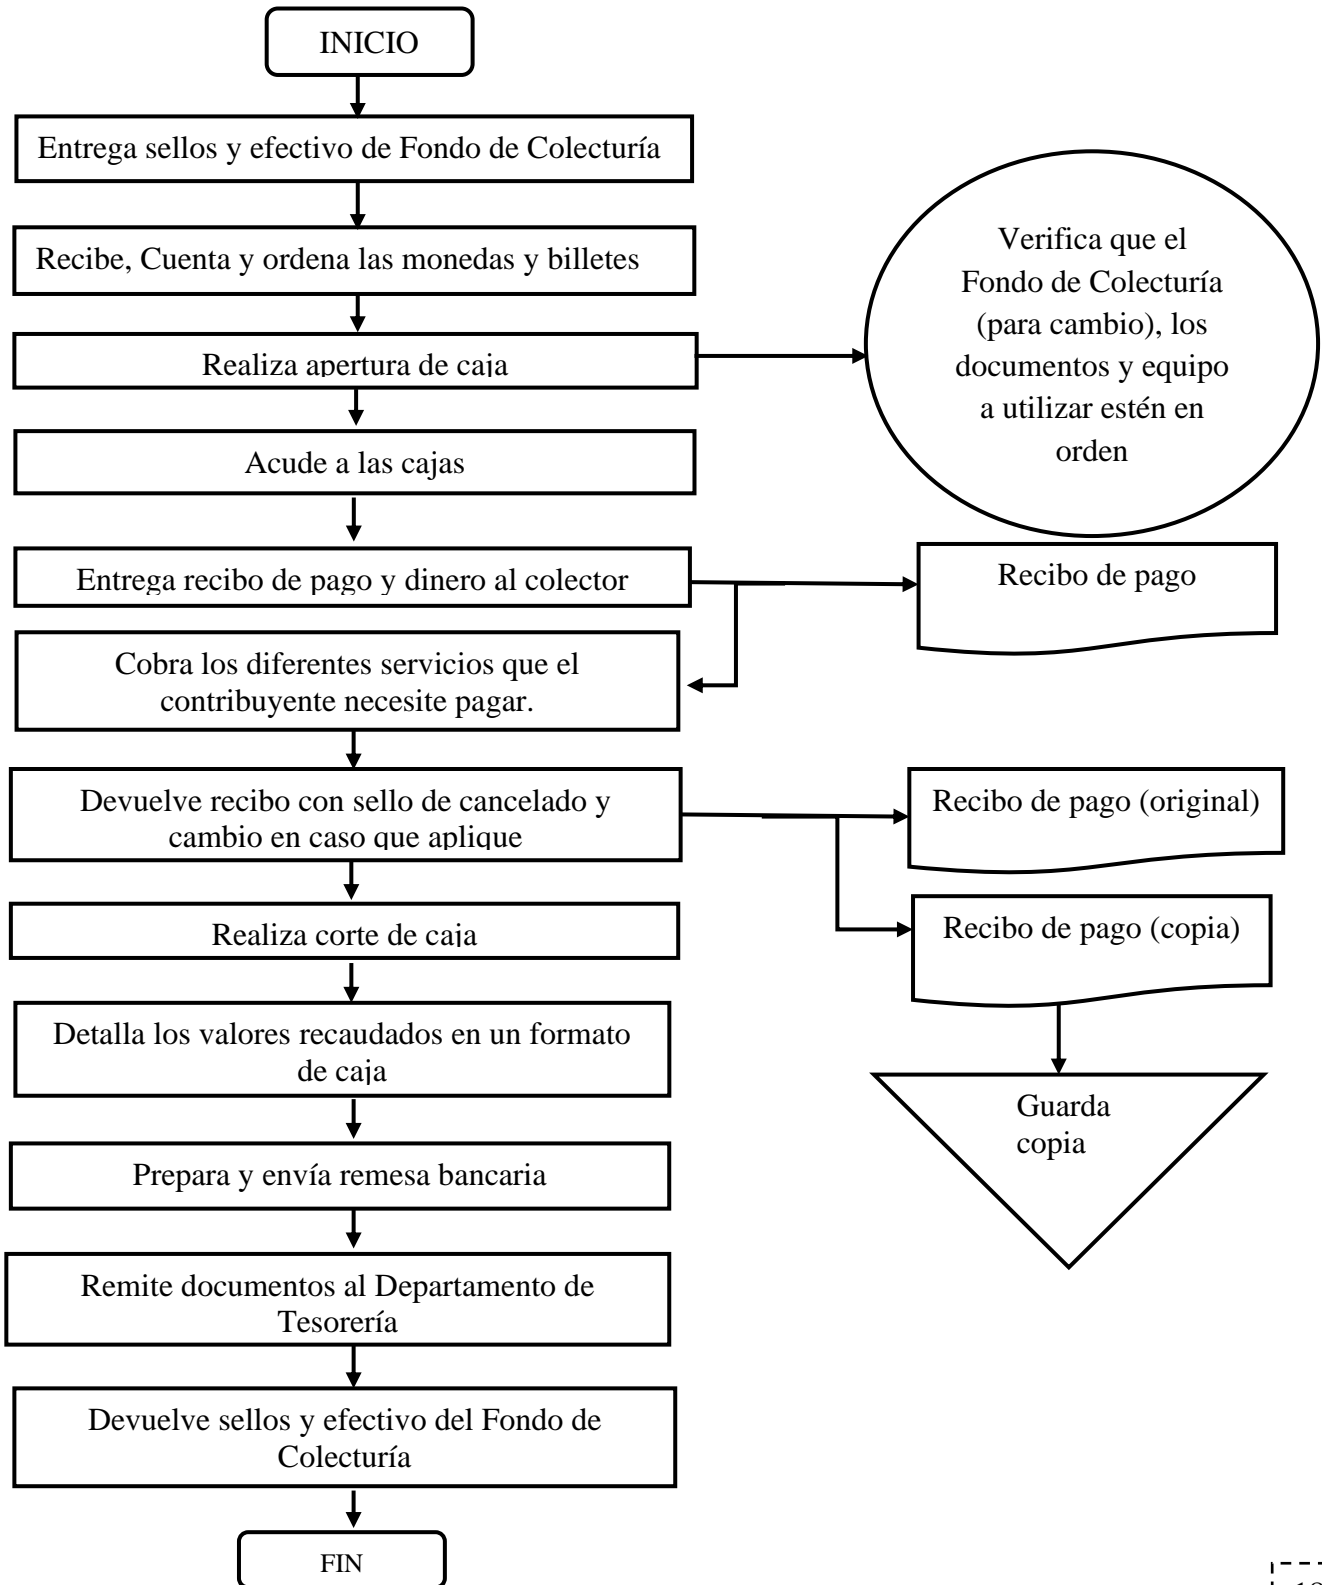 INICIO
Entrega sellos y efectivo de Fondo de Colecturía
Recibe, Cuenta y ordena las monedas y billetes
Realiza apertura de caja
Verifica que el
Fondo de Colecturía
(para cambio), los
documentos y equipo
a utilizar estén en
orden
Acude a las cajas
Entrega recibo de pago y dinero al colector
Recibo de pago
Cobra los diferentes servicios que el
contribuyente necesite pagar.
Devuelve recibo con sello de cancelado y
cambio en caso que aplique
Recibo de pago (original)
Recibo de pago (copia)
Guarda
copia
Realiza corte de caja
Detalla los valores recaudados en un formato
de caja
Prepara y envía remesa bancaria
Remite documentos al Departamento de
Tesorería
Devuelve sellos y efectivo del Fondo de
Colecturía
FIN